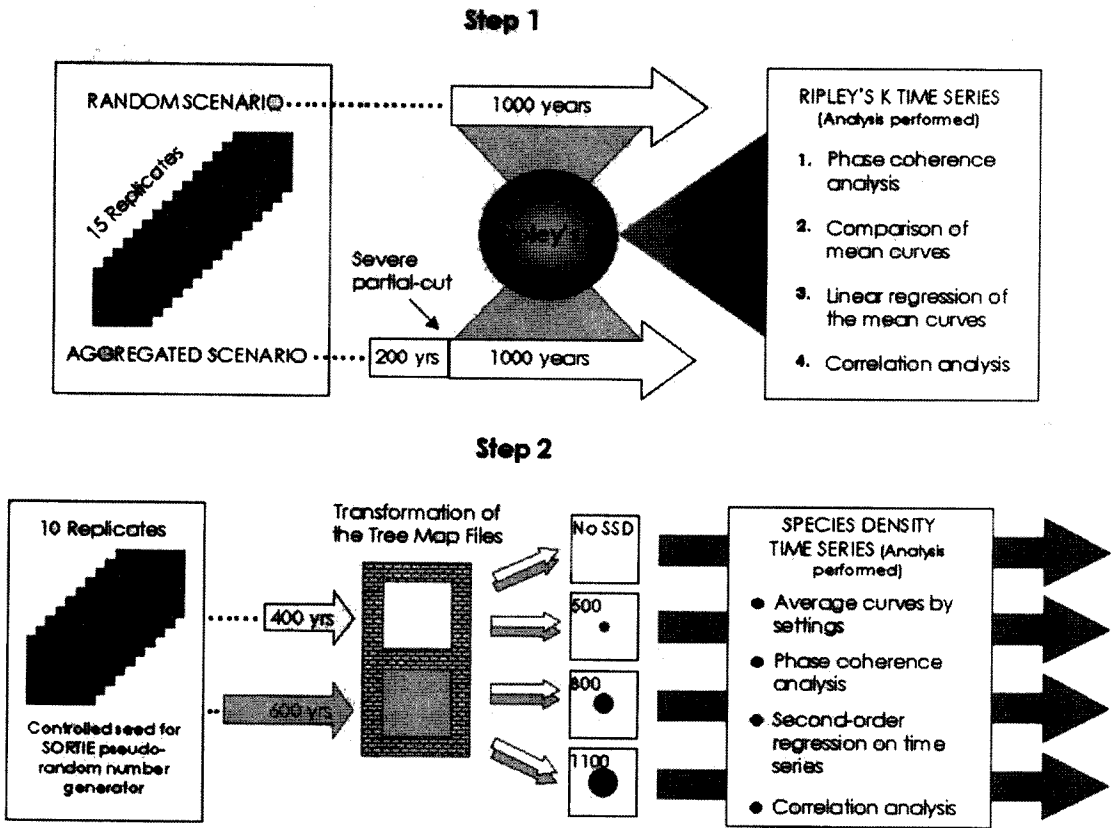 Step 1
RANDOM SCENARIO
15 Replicates
AGGREGATED SCENARIO
1000 years
Severe
partial-cut
200 yrs
1000 years
RIPLEY'S K TIME SERIES
(Analysis performed)
1. Phase coherence
analysis
2. Comparison of
mean curves
3. Linear regression of
the mean curves
4. Correlation analysis
Step 2
10 Replicates
Controlled seed for
SORTIE pseudo-
random number
generator
400 yrs
600 yrs
Transformation of
the Tree Map Files
No SSD
500
800
1100
SPECIES DENSITY
TIME SERIES (Analysis
performed)
• Average curves by
settings
• Phase coherence
analysis
• Second-order
regression on time
series
• Correlation analysis